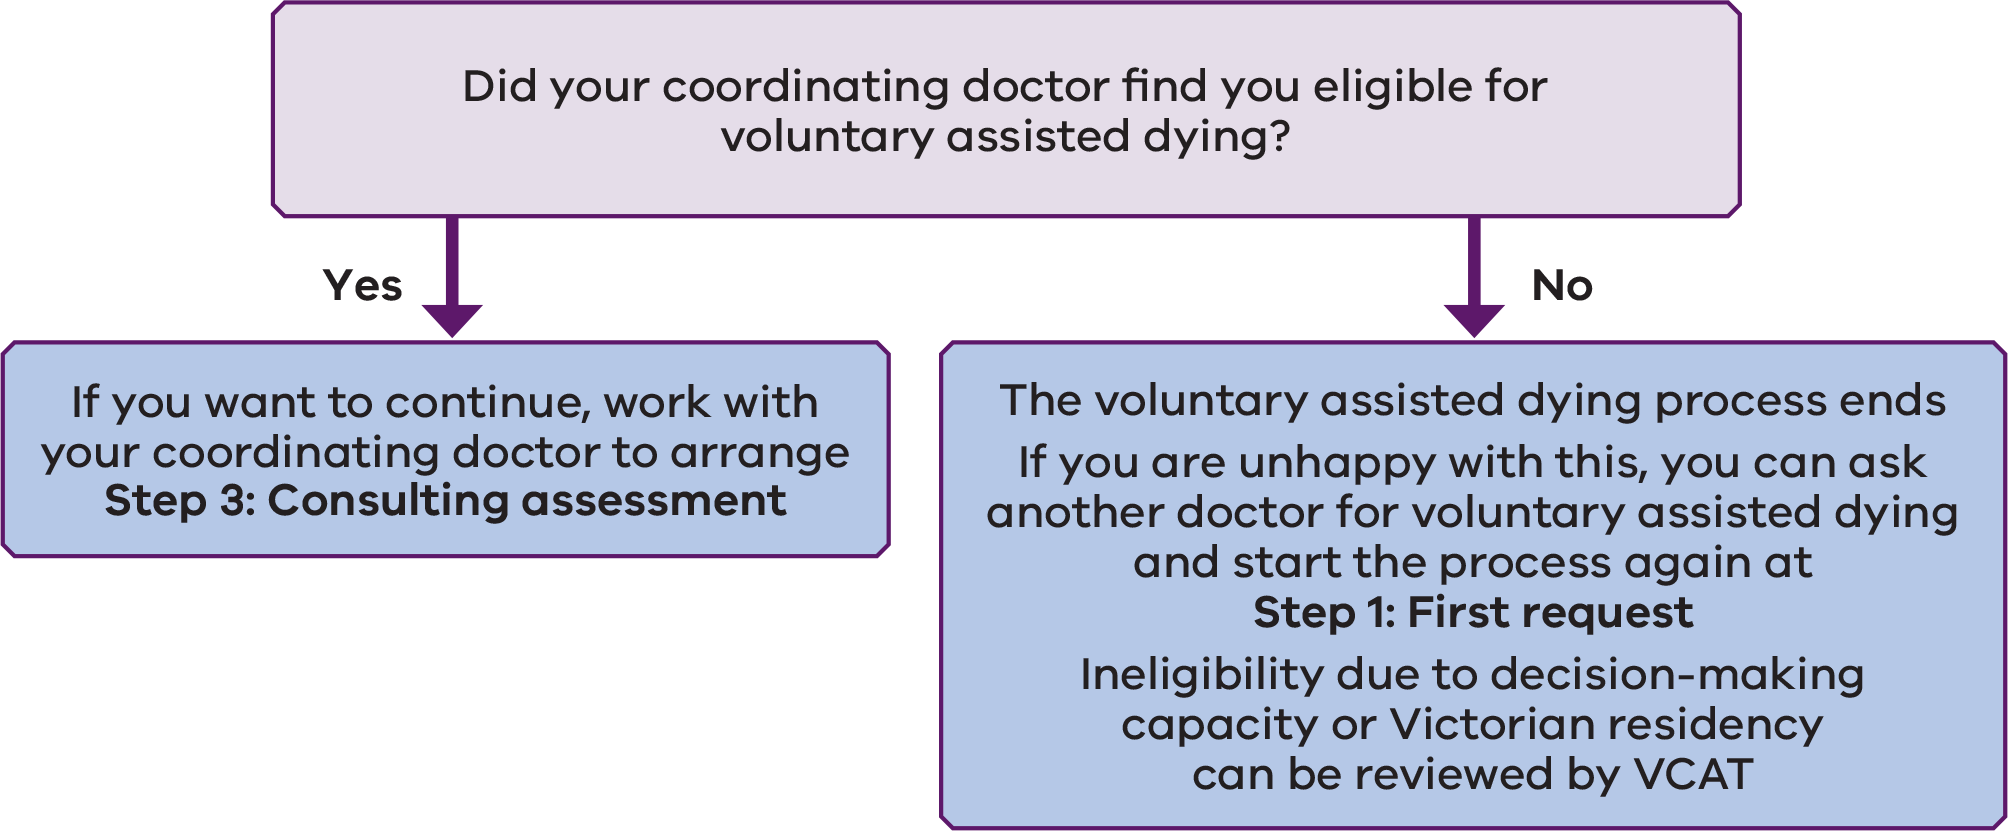 Did your coordinating doctor find you eligible for
voluntary assisted dying?
Yes
No
If you want to continue, work with
your coordinating doctor to arrange
Step 3: Consulting assessment
The voluntary assisted dying process ends
If you are unhappy with this, you can ask
another doctor for voluntary assisted dying
and start the process again at
Step 1: First request
Ineligibility due to decision-making
capacity or Victorian residency
can be reviewed by VCAT